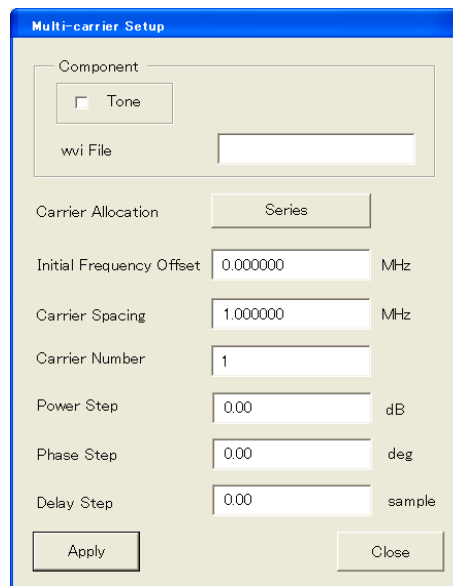 Multi-carrier Setup
Component
Tone
wvi File
Carrier Allocation Series
Initial Frequency Offset 0.000000 MHz
Carrier Spacing 1.000000 MHz
Carrier Number 1
Power Step 0.00 dB
Phase Step 0.00 deg
Delay Step 0.00 sample
Apply Close